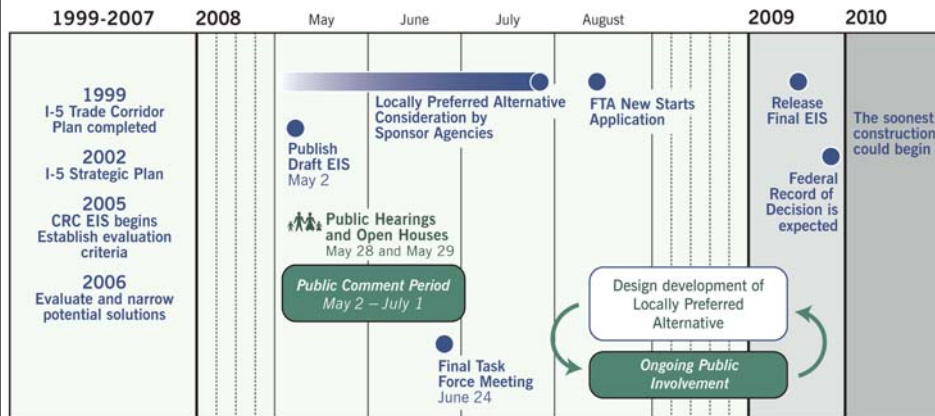 1999-2007
2008
May
June
July
August
2009
2010
1999
I-5 Trade Corridor
Plan completed
2002
I-5 Strategic Plan
2005
CRC EIS begins
Establish evaluation
criteria
2006
Evaluate and narrow
potential solutions
Locally Preferred Alternative
Consideration by
Sponsor Agencies
Publish
Draft EIS
May 2
Public Hearings
and Open Houses
May 28 and May 29
Public Comment Period
May 2 – July 1
Final Task
Force Meeting
June 24
FTA New Starts
Application
Design development of
Locally Preferred
Alternative
Ongoing Public
Involvement
Release
Final EIS
Federal
Record of
Decision is
expected
The soonest
construction
could begin